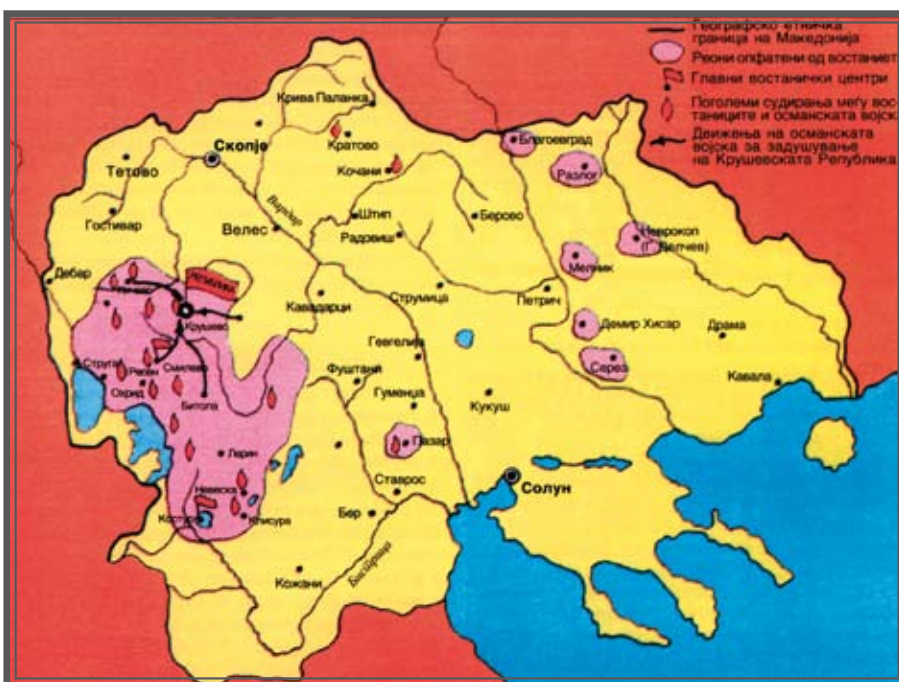 Географско етничка
граница на Македонија
Реони опфатени од востаниет
Главни востанички центри
Поголеми судирања меѓу вос-
таниците и османската војск
Движења на османската
војска за задушување
на Крушевската Република
Крива Паланка
Кратово
Скопје
Тетово
Кочани
Благоевград
Разлог
Гостивар
Вардар
Штип
Берово
Велес
Радовиш
Неврокоп
(Г. Делчев)
Мелник
Дебар
Кавадарци
Струмица
Петрич
Крушево
Демир Хисар
Драма
Гевгелија
Струга
Ресен
Смилево
Фуштани
Серез
Охрид
Битола
Гуменџа
Кукуш
Кавала
Пазар
Лерин
Ставрос
Солун
Невеска
Костур
Клисура
Бер
Кожани
Бистрица